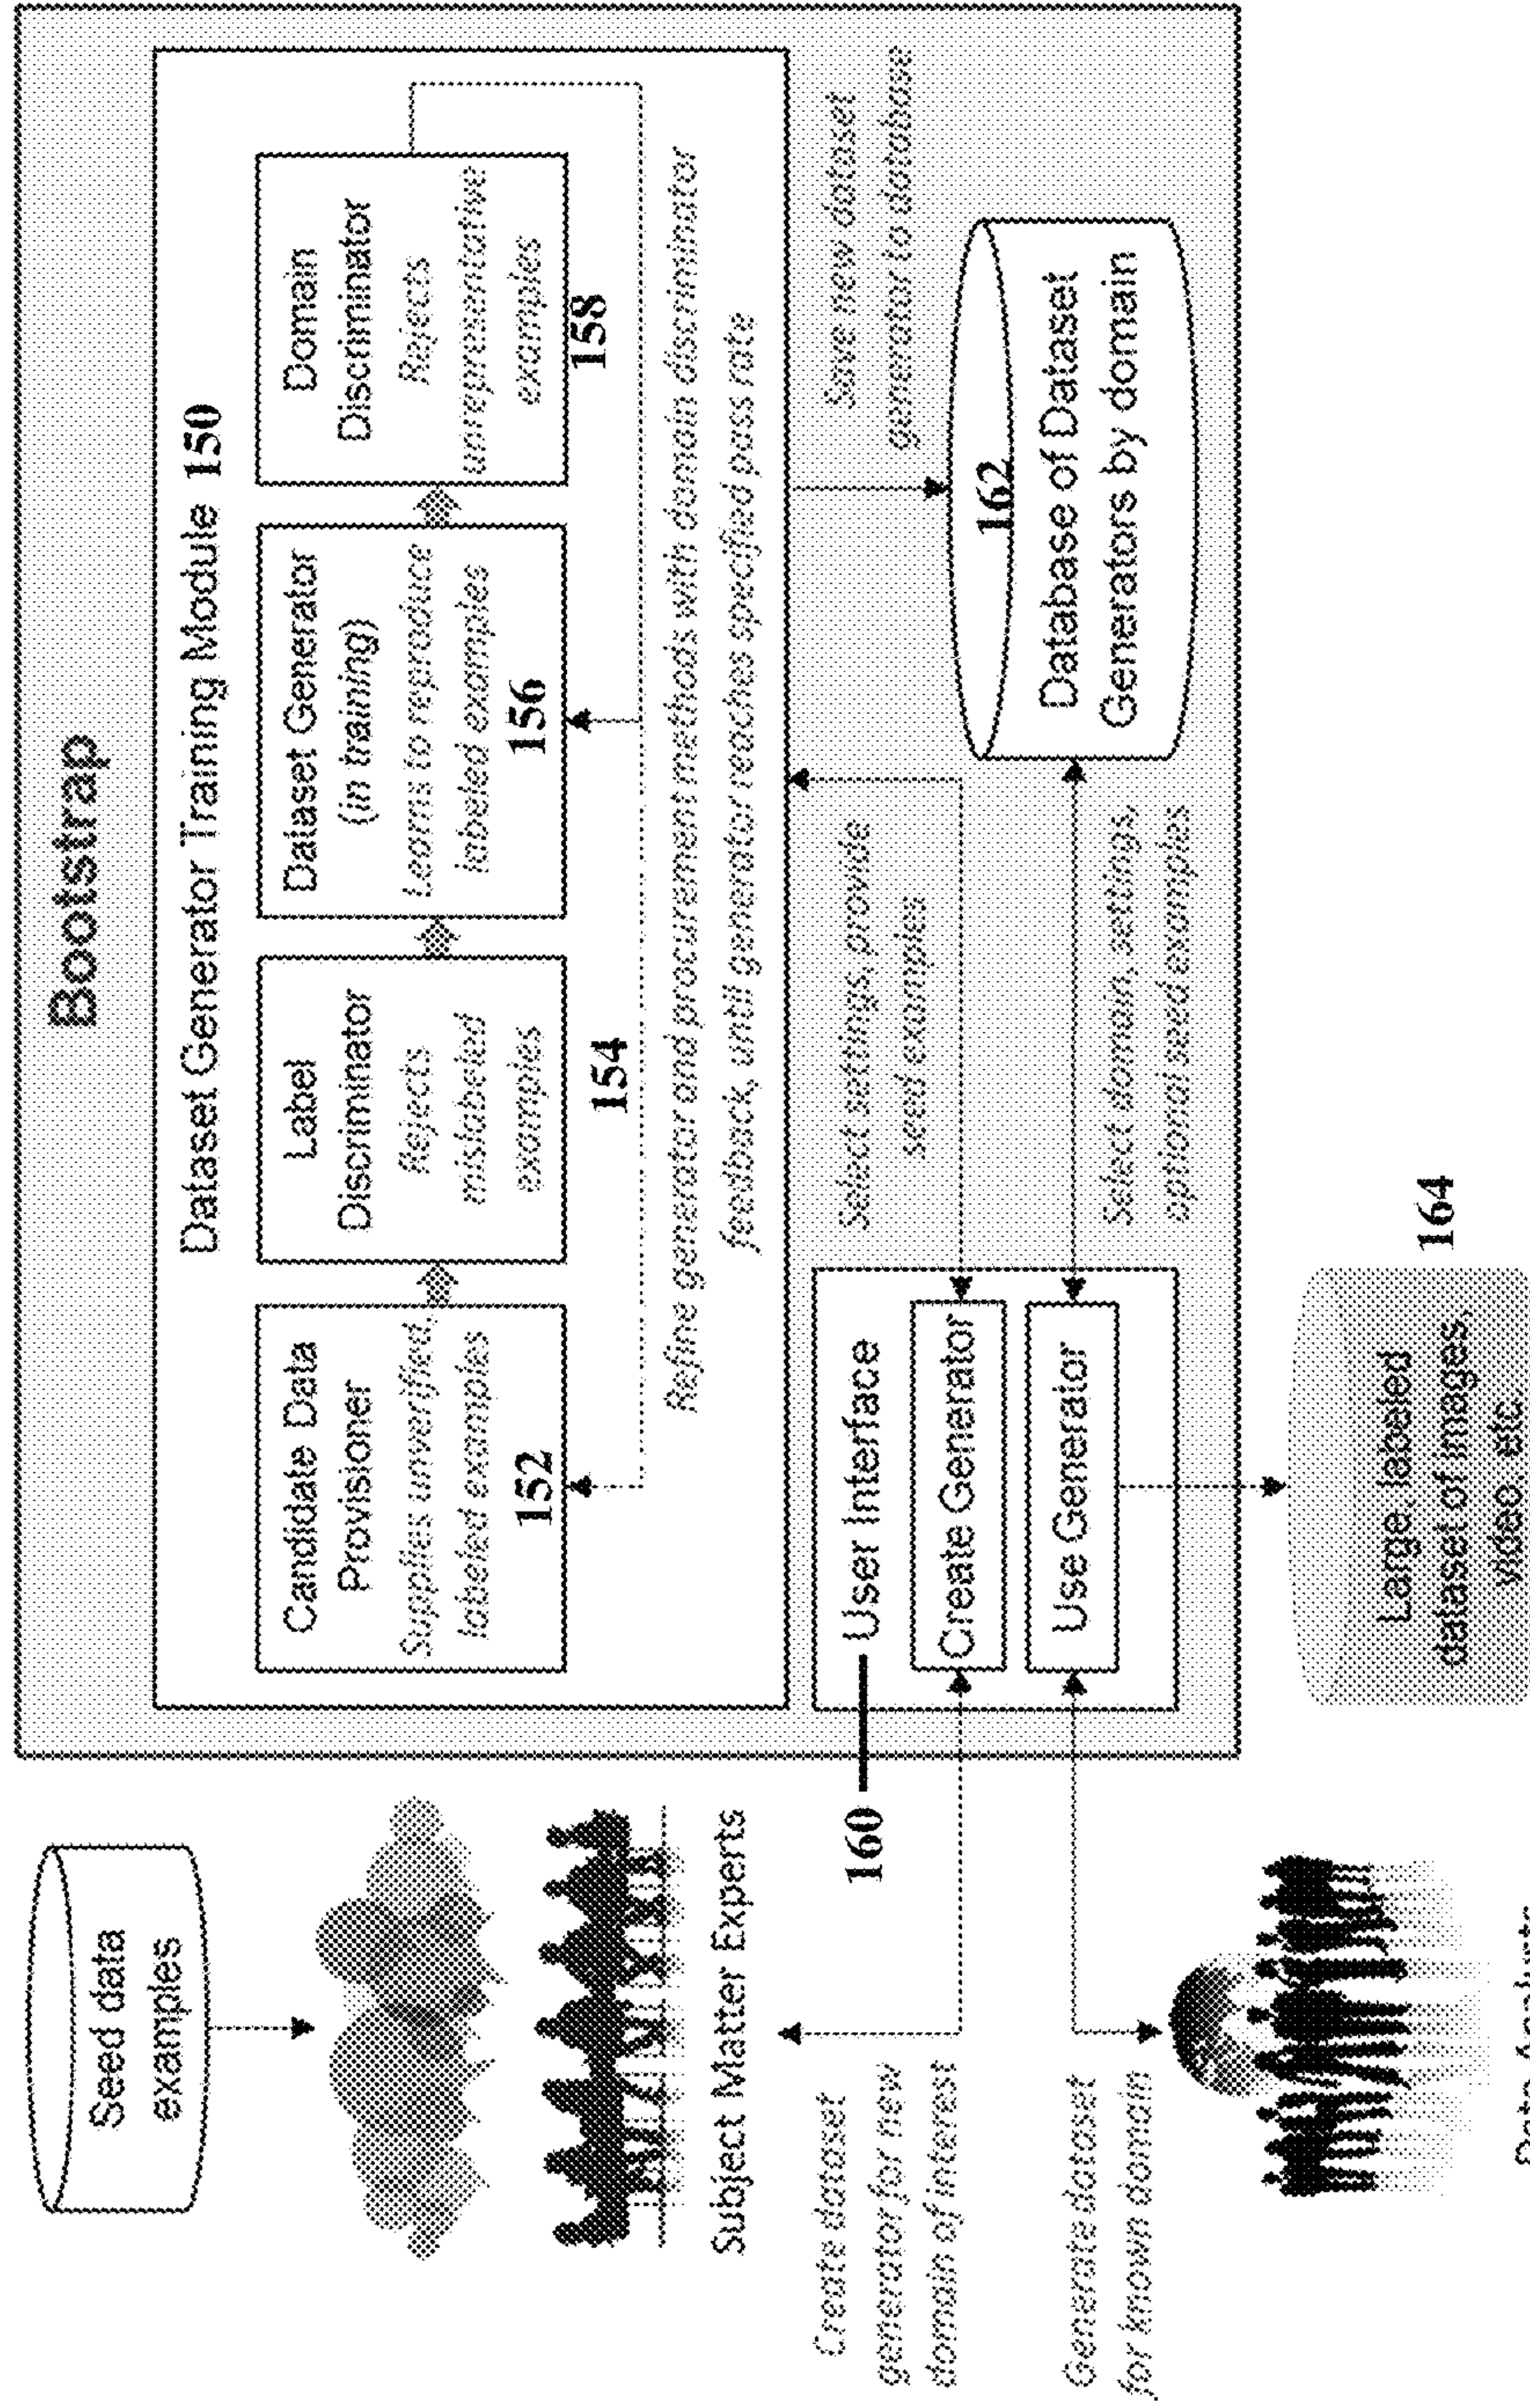 Bootstrap
Dataset Generator Training Module 150
Candidate Data
Provisioner
Supplies unverified,
labeled examples
152
Label
Discriminator
Rejects
mislabeled
examples
154
Dataset Generator
(in training)
Learns to reproduce
labeled examples
156
Domain
Discriminator
Rejects
unrepresentative
examples
158
Refine generator and procurement methods with domain discriminator
feedback, until generator reaches specified pass rate
Seed data
examples
Subject Matter Experts
160
User Interface
Create Generator
Use Generator
Select settings, provide
seed examples
Save new dataset
generator to database
162
Database of Dataset
Generators by domain
Select domain, settings,
optional seed examples
Create dataset
generator for new
domain of interest
Generate dataset
for known domain
164
Large, labeled
dataset of images,
video, etc
Data Analysts